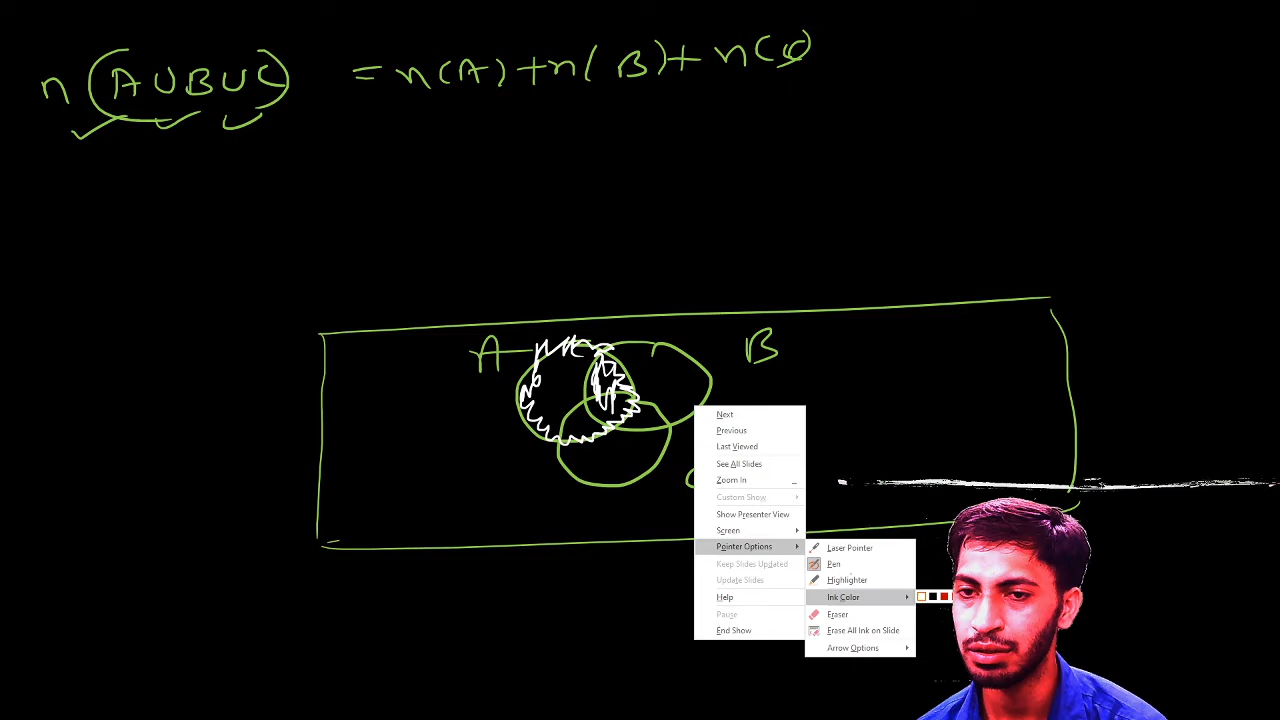 n(AUBUC) = n(A)+n(B)+n(C)
A
B
Next
Previous
Last Viewed
See All Slides
Zoom In
Custom Show
Show Presenter View
Screen
Pointer Options
Keep Slides Updated
Update Slides
Help
Pause
End Show
Laser Pointer
Pen
Highlighter
Ink Color
Eraser
Erase All Ink on Slide
Arrow Options